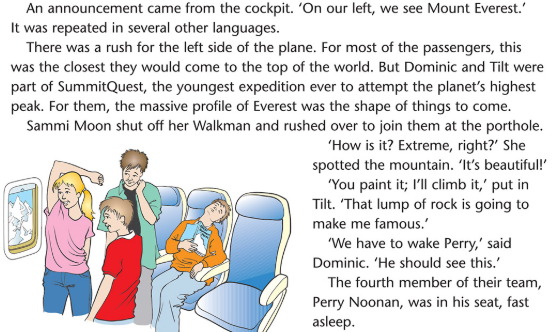 An announcement came from the cockpit. ‘On our left, we see Mount Everest.’
It was repeated in several other languages.
There was a rush for the left side of the plane. For most of the passengers, this
was the closest they would come to the top of the world. But Dominic and Tilt were
part of SummitQuest, the youngest expedition ever to attempt the planet’s highest
peak. For them, the massive profile of Everest was the shape of things to come.
Sammi Moon shut off her Walkman and rushed over to join them at the porthole.
‘How is it? Extreme, right?’ She
spotted the mountain. ‘It’s beautiful!’
‘You paint it; I’ll climb it,’ put in
Tilt. ‘That lump of rock is going to
make me famous.’
‘We have to wake Perry,’ said
Dominic. ‘He should see this.’
The fourth member of their team,
Perry Noonan, was in his seat, fast
asleep.